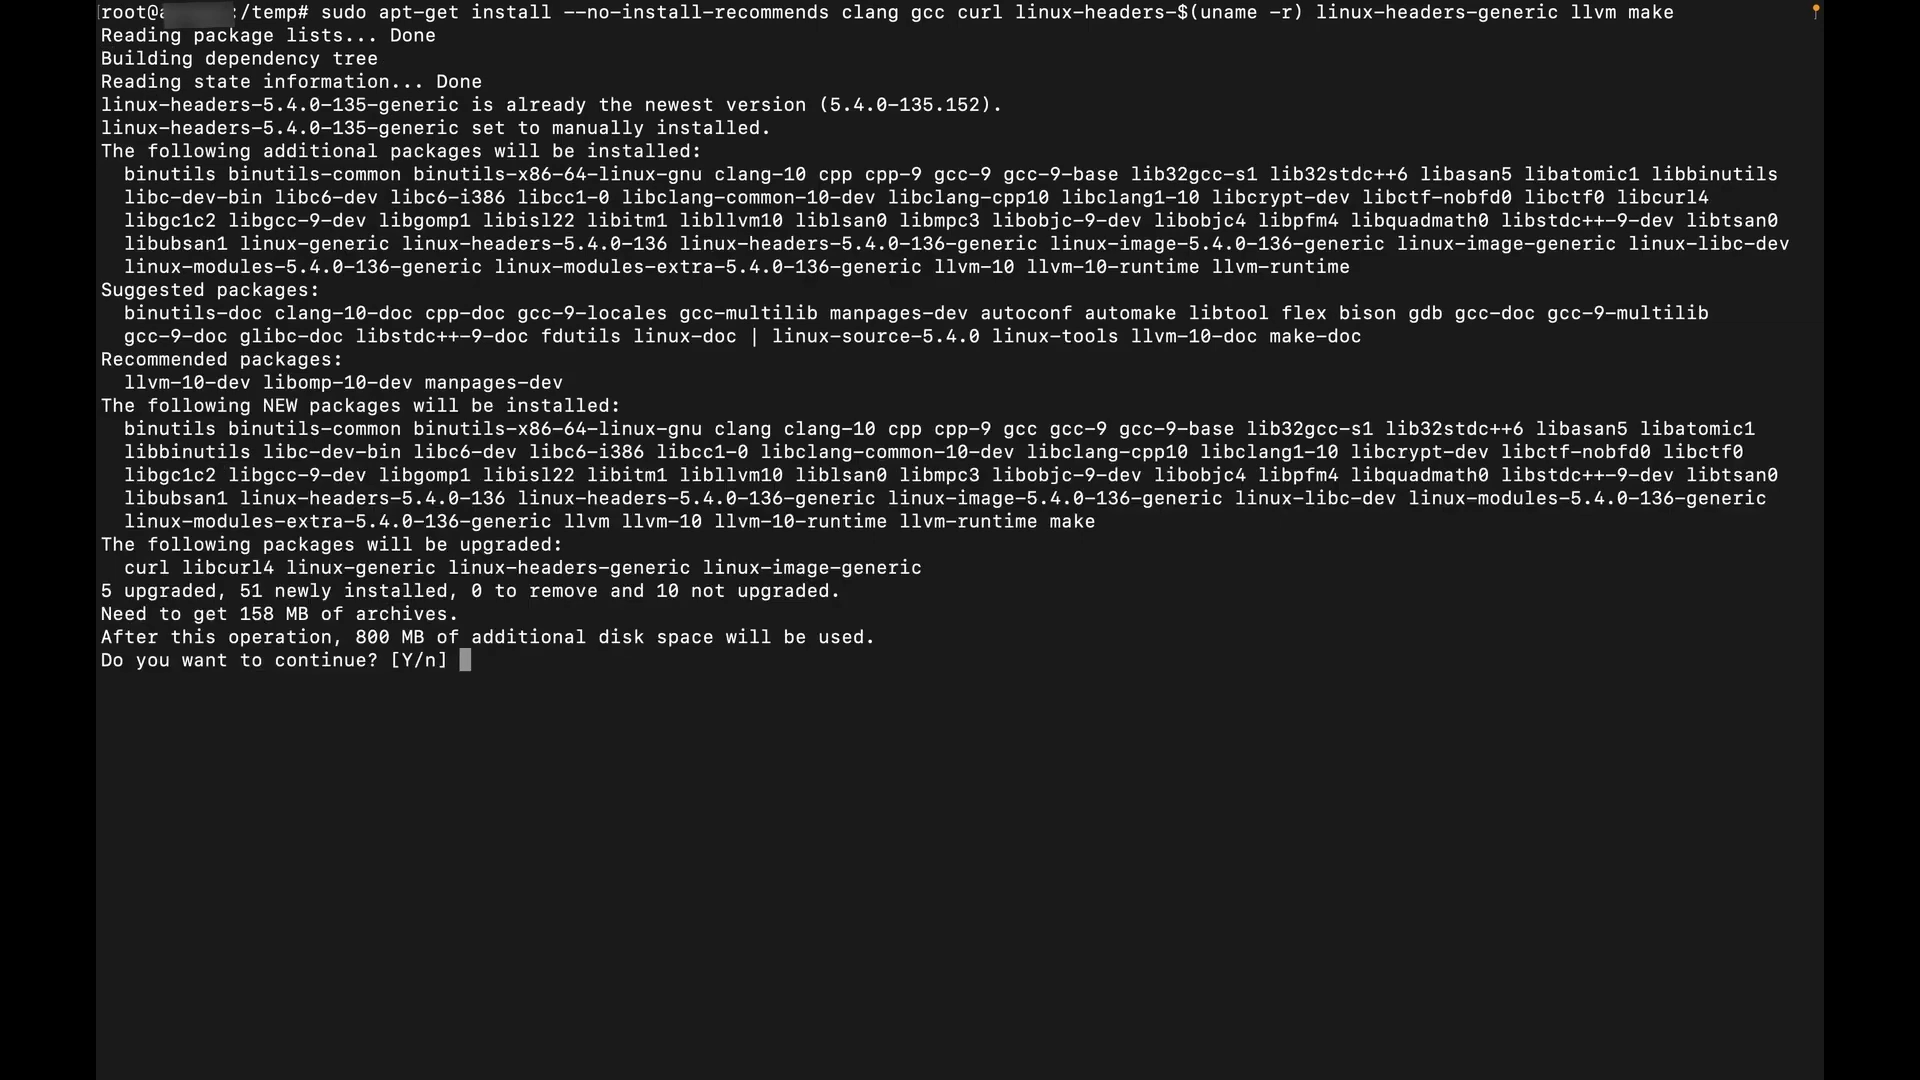 root@a :/temp# sudo apt-get install --no-install-recommends clang gcc curl linux-headers-$(uname -r) linux-headers-generic llvm make
Reading package lists... Done
Building dependency tree
Reading state information... Done
linux-headers-5.4.0-135-generic is already the newest version (5.4.0-135.152).
linux-headers-5.4.0-135-generic set to manually installed.
The following additional packages will be installed:
  binutils binutils-common binutils-x86-64-linux-gnu clang-10 cpp cpp-9 gcc-9 gcc-9-base lib32gcc-s1 lib32stdc++6 libasan5 libatomic1 libbinutils
  libc-dev-bin libc6-dev libc6-i386 libcc1-0 libclang-common-10-dev libclang-cpp10 libclang1-10 libcrypt-dev libctf-nobfd0 libctf0 libcurl4
  libgc1c2 libgcc-9-dev libgomp1 libisl22 libitm1 libllvm10 liblsan0 libmpc3 libobjc-9-dev libobjc4 libpfm4 libquadmath0 libstdc++-9-dev libtsan0
  libubsan1 linux-generic linux-headers-5.4.0-136 linux-headers-5.4.0-136-generic linux-image-5.4.0-136-generic linux-image-generic linux-libc-dev
  linux-modules-5.4.0-136-generic linux-modules-extra-5.4.0-136-generic llvm-10 llvm-10-runtime llvm-runtime
Suggested packages:
  binutils-doc clang-10-doc cpp-doc gcc-9-locales gcc-multilib manpages-dev autoconf automake libtool flex bison gdb gcc-doc gcc-9-multilib
  gcc-9-doc glibc-doc libstdc++-9-doc fdutils linux-doc | linux-source-5.4.0 linux-tools llvm-10-doc make-doc
Recommended packages:
  llvm-10-dev libomp-10-dev manpages-dev
The following NEW packages will be installed:
  binutils binutils-common binutils-x86-64-linux-gnu clang clang-10 cpp cpp-9 gcc gcc-9 gcc-9-base lib32gcc-s1 lib32stdc++6 libasan5 libatomic1
  libbinutils libc-dev-bin libc6-dev libc6-i386 libcc1-0 libclang-common-10-dev libclang-cpp10 libclang1-10 libcrypt-dev libctf-nobfd0 libctf0
  libgc1c2 libgcc-9-dev libgomp1 libisl22 libitm1 libllvm10 liblsan0 libmpc3 libobjc-9-dev libobjc4 libpfm4 libquadmath0 libstdc++-9-dev libtsan0
  libubsan1 linux-headers-5.4.0-136 linux-headers-5.4.0-136-generic linux-image-5.4.0-136-generic linux-libc-dev linux-modules-5.4.0-136-generic
  linux-modules-extra-5.4.0-136-generic llvm llvm-10 llvm-10-runtime llvm-runtime make
The following packages will be upgraded:
  curl libcurl4 linux-generic linux-headers-generic linux-image-generic
5 upgraded, 51 newly installed, 0 to remove and 10 not upgraded.
Need to get 158 MB of archives.
After this operation, 800 MB of additional disk space will be used.
Do you want to continue? [Y/n]